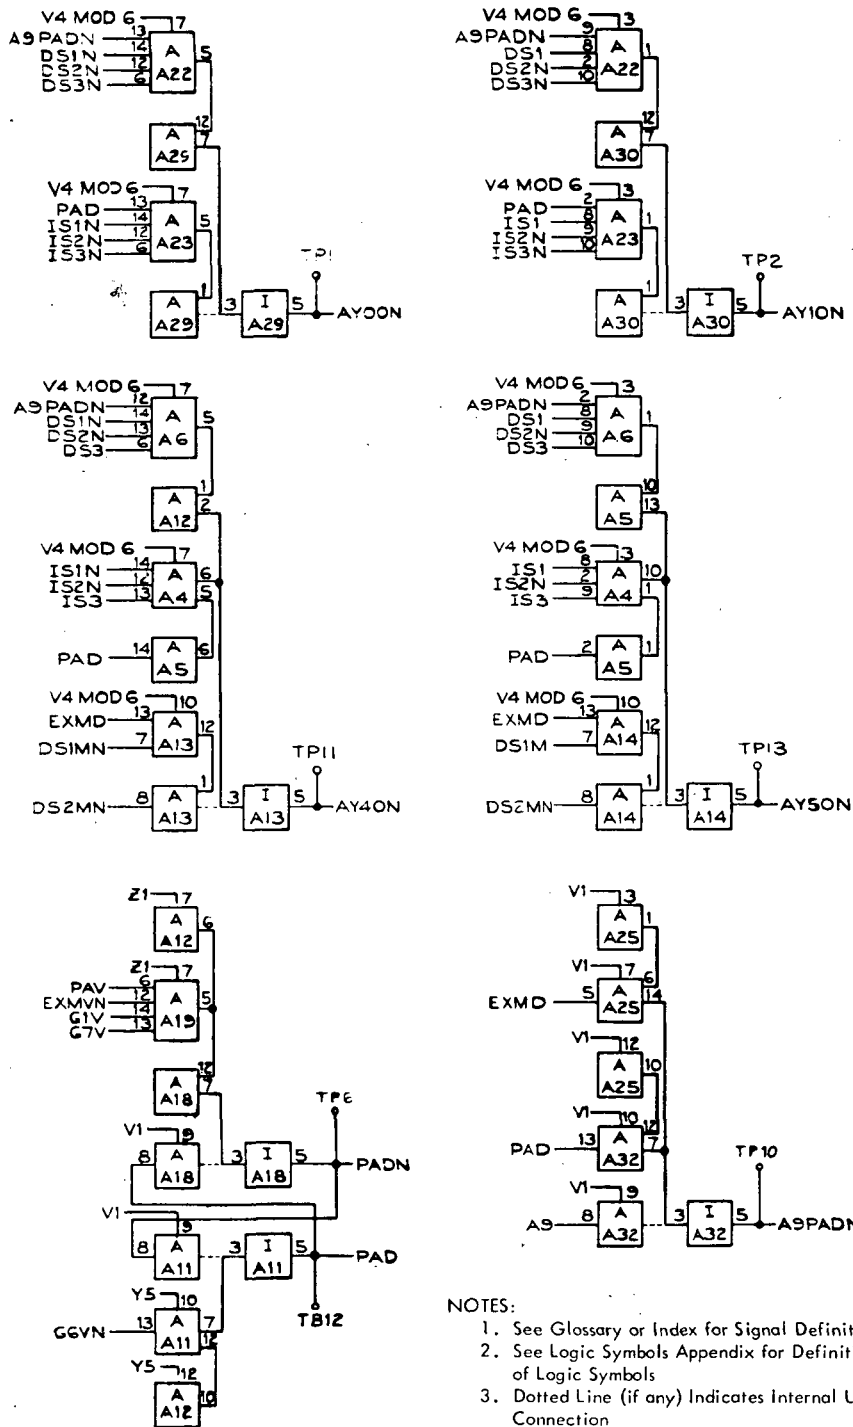 V4 MOD 6 7
A9PADN 13
DS1N 14 A 5
DS2N 12 A22
DS3N 6
A 12
A29 7
V4 MOD 6 7
PAD 13
IS1N 14 A 5
IS2N 12 A23
IS3N 6
TP1
A 1 3 I 5 AY00N
A29 A29
V4 MOD 6 3
A9PADN 9
DS1 8 A 1
DS2N 2 A22
DS3N 10
A 12
A30 7
V4 MOD 6 3
PAD 2
IS1 8 A 1
IS2N 9 A23
IS3N 10
TP2
A 1 3 I 5 AY10N
A30 A30
V4 MOD 6 7
A9PADN 12
DS1N 14 A 5
DS2N 13 A6
DS3 6
A 1
A12 2
V4 MOD 6 7
IS1N 14 A 6
IS2N 12 A4 5
IS3 13
PAD 14 A 6
A5
V4 MOD 6 10
EXMD 13 A 12
DS1MN 7 A13
TP11
DS2MN 8 A 1 3 I 5 AY40N
A13 A13
V4 MOD 6 3
A9PADN 2
DS1 8 A 1
DS2N 9 A6
DS3 10
A 10
A5 13
V4 MOD 6 3
IS1 8 A 10
IS2N 2 A4 1
IS3 9
PAD 2 A 1
A5
V4 MOD 6 10
EXMD 13 A 12
DS1M 7 A14
TP13
DS2MN 8 A 1 3 I 5 AY50N
A14 A14
Z1 7
A 6
A12
Z1 7
PAV 6
EXMVN 12 A 5
G1V 14 A19
G7V 13
A 12
A18 7
TP6
V1 9
8 A 3 I 5 PADN
A18 A18
V1 9
8 A 3 I 5 PAD
A11 A11
TB12
Y5 10
G6VN 13 A 7
A11 12
Y5 12
A 10
A12
V1 3
A 1
A25
V1 7
EXMD 5 A 6
A25 14
V1 12
A 10
A25
V1 10
PAD 13 A 12
A32 7
TP10
V1 9
A9 8 A 3 I 5 A9PADN
A32 A32
NOTES:
1. See Glossary or Index for Signal Definit
2. See Logic Symbols Appendix for Definit
of Logic Symbols
3. Dotted Line (if any) Indicates Internal U
Connection